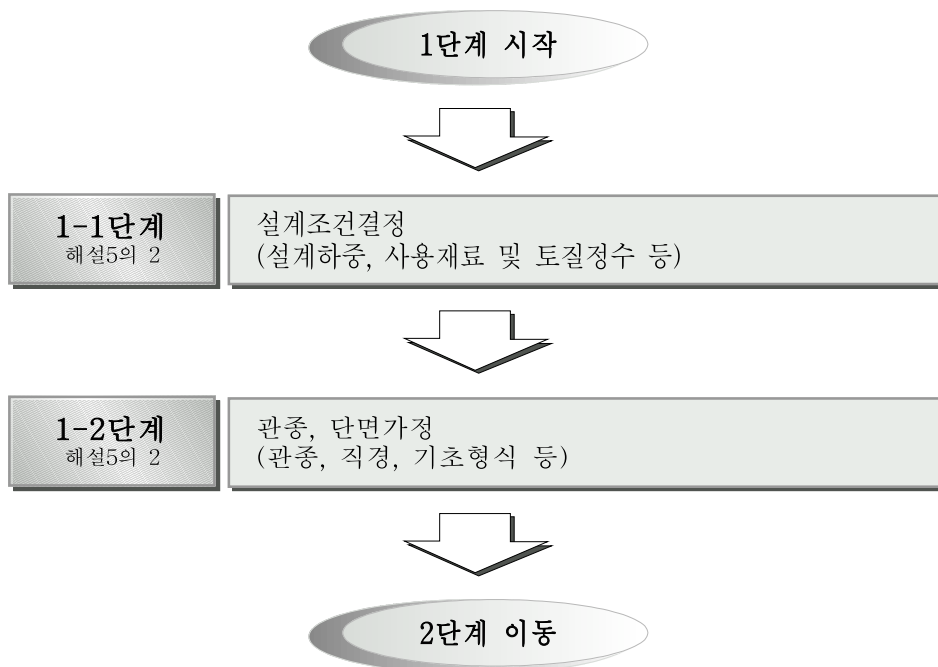 1단계 시작
1-1단계
해설5의 2
설계조건결정
(설계하중, 사용재료 및 토질정수 등)
1-2단계
해설5의 2
관종, 단면가정
(관종, 직경, 기초형식 등)
2단계 이동